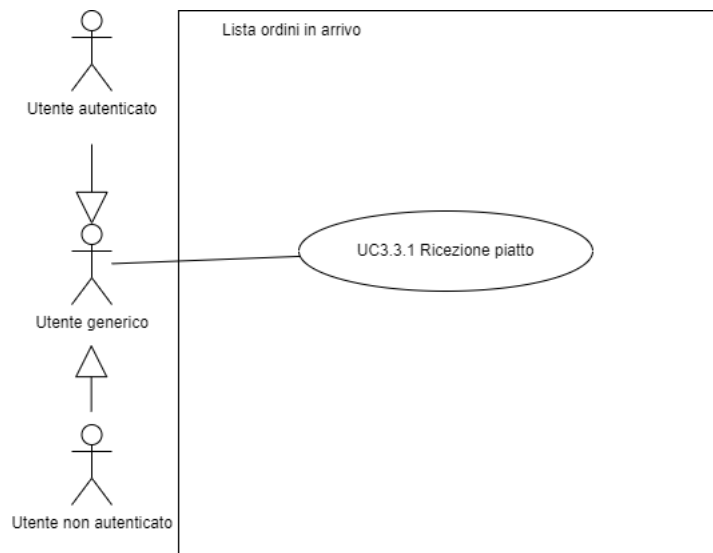 Lista ordini in arrivo
Utente autenticato
UC3.3.1 Ricezione piatto
Utente generico
Utente non autenticato